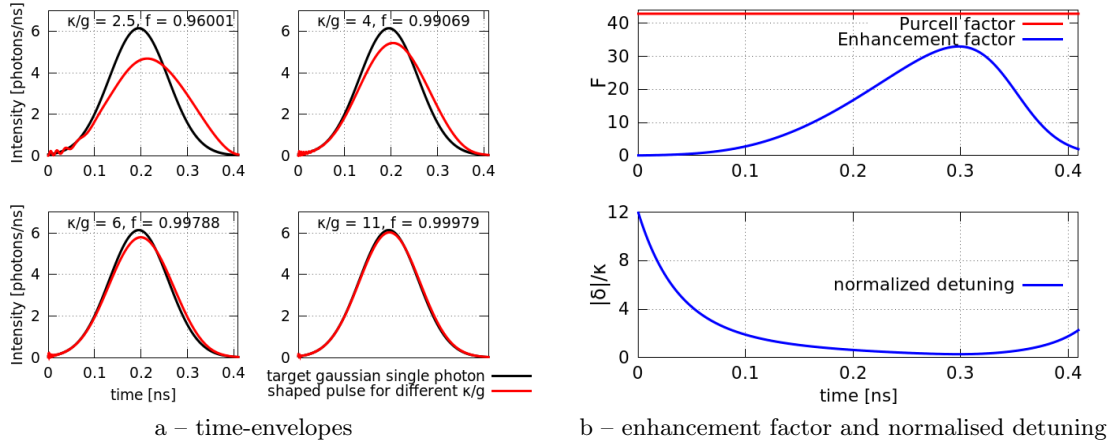 κ/g = 2.5, f = 0.96001
κ/g = 4, f = 0.99069
Intensity [photons/ns]
6
4
2
0
0 0.1 0.2 0.3 0.4
6
4
2
0
0 0.1 0.2 0.3 0.4
κ/g = 6, f = 0.99788
κ/g = 11, f = 0.99979
Intensity [photons/ns]
6
4
2
0
0 0.1 0.2 0.3 0.4
time [ns]
6
4
2
0
0 0.1 0.2 0.3 0.4
target gaussian single photon
shaped pulse for different κ/g
a – time-envelopes
Purcell factor
Enhancement factor
F
40
30
20
10
0
0 0.1 0.2 0.3 0.4
normalized detuning
|δ|/κ
12
8
4
0
0 0.1 0.2 0.3 0.4
time [ns]
b – enhancement factor and normalised detuning